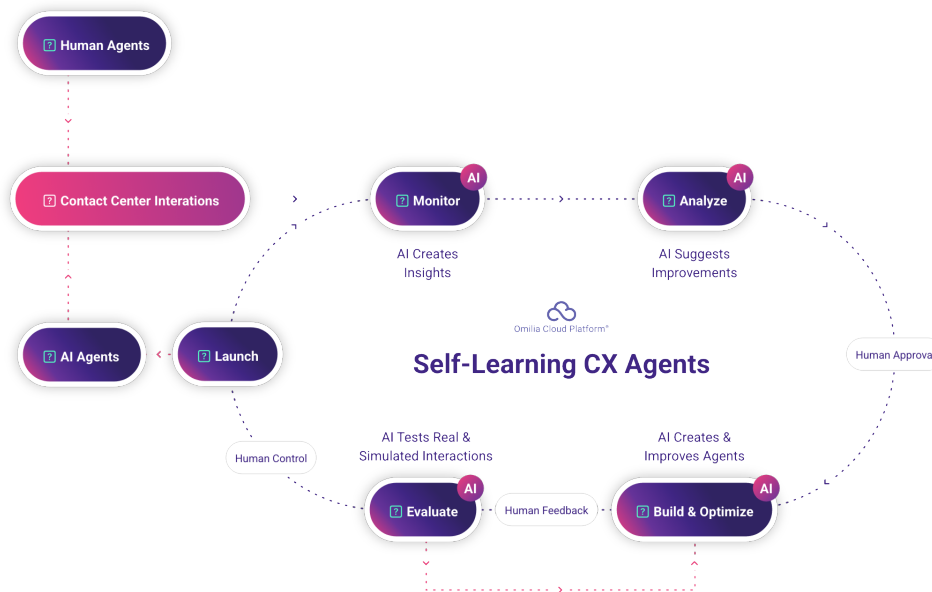 Human Agents
Contact Center Interations
AI
Monitor
AI
Analyze
AI Creates
Insights
AI Suggests
Improvements
Omilia Cloud Platform®
AI Agents
Launch
Self-Learning CX Agents
Human Approva
AI Tests Real &
Simulated Interactions
AI Creates &
Improves Agents
Human Control
AI
Evaluate
Human Feedback
AI
Build & Optimize